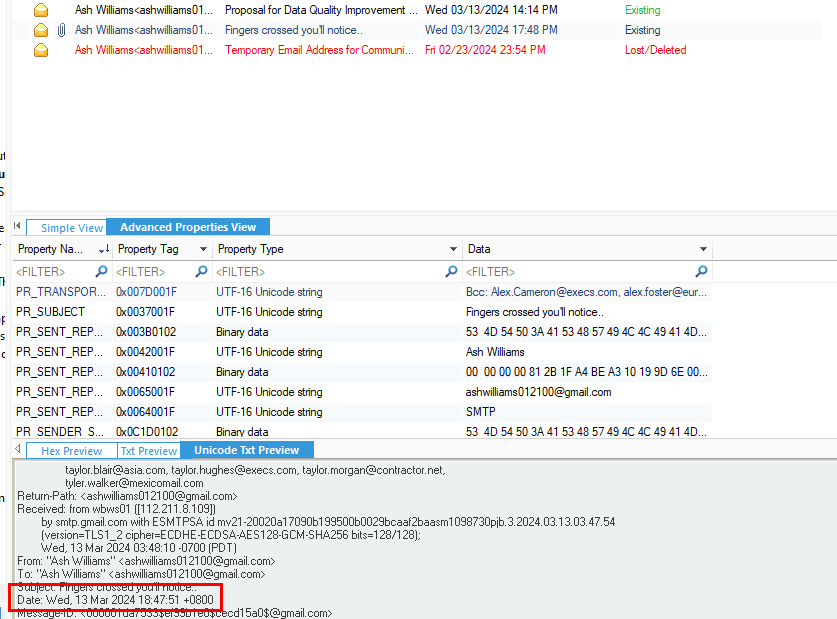 Ash Williams<ashwilliams01... Proposal for Data Quality Improvement ... Wed 03/13/2024 14:14 PM Existing
Ash Williams<ashwilliams01... Fingers crossed you'll notice.. Wed 03/13/2024 17:48 PM Existing
Ash Williams<ashwilliams01... Temporary Email Address for Communi... Fri 02/23/2024 23:54 PM Lost/Deleted
Simple View Advanced Properties View
Property Na... Property Tag Property Type Data
<FILTER> <FILTER> <FILTER> <FILTER>
PR_TRANSPOR... 0x007D001F UTF-16 Unicode string Bcc: Alex.Cameron@execs.com, alex.foster@eur...
PR_SUBJECT 0x0037001F UTF-16 Unicode string Fingers crossed you'll notice..
PR_SENT_REP... 0x003B0102 Binary data 53 4D 54 50 3A 41 53 48 57 49 4C 4C 49 41 4D...
PR_SENT_REP... 0x0042001F UTF-16 Unicode string Ash Williams
PR_SENT_REP... 0x00410102 Binary data 00 00 00 00 81 2B 1F A4 BE A3 10 19 9D 6E 00...
PR_SENT_REP... 0x0065001F UTF-16 Unicode string ashwilliams012100@gmail.com
PR_SENT_REP... 0x0064001F UTF-16 Unicode string SMTP
PR_SENDER_S... 0x0C1D0102 Binary data 53 4D 54 50 3A 41 53 48 57 49 4C 4C 49 41 4D...
Hex Preview Txt Preview Unicode Txt Preview
taylor.blair@asia.com, taylor.hughes@execs.com, taylor.morgan@contractor.net,
tyler.walker@mexicomail.com
Return-Path: <ashwilliams012100@gmail.com>
Received: from wbws01 ([112.211.8.109])
by smtp.gmail.com with ESMTPSA id mv21-20020a17090b199500b0029bcaaf2baasm1098730pjb.3.2024.03.13.03.47.54
(version=TLS1_2 cipher=ECDHE-ECDSA-AES128-GCM-SHA256 bits=128/128);
Wed, 13 Mar 2024 03:48:10 -0700 (PDT)
From: "Ash Williams" <ashwilliams012100@gmail.com>
To: "Ash Williams" <ashwilliams012100@gmail.com>
Subject: Fingers crossed you'll notice..
Date: Wed, 13 Mar 2024 18:47:51 +0800
Message-ID: <000001da7533$ef99b1e0$cecd15a0$@gmail.com>